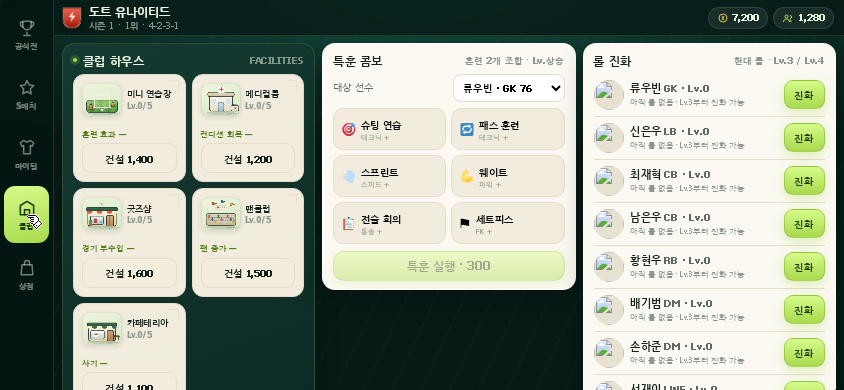 도트 유나이티드
시즌 1 · 1위 · 4-2-3-1
7,200
1,280
공식전
S매치
마이팀
상점
클럽 하우스
FACILITIES
미니 연습장
Lv.0/5
훈련 효과 —
건설 1,400
메디컬룸
Lv.0/5
컨디션 회복 —
건설 1,200
굿즈샵
Lv.0/5
경기 부수입 —
건설 1,600
팬클럽
Lv.0/5
팬 증가 —
건설 1,500
카페테리아
Lv.0/5
사기 —
건설 1,100
특훈 콤보
훈련 2개 조합 · Lv.상승
대상 선수
류우빈 · GK 76
슈팅 연습
테크닉 +
패스 훈련
테크닉 +
스프린트
스피드 +
웨이트
파워 +
전술 회의
통솔 +
세트피스
FK +
특훈 실행 · 300
롤 진화
현대 롤 · Lv.3 / Lv.4
류우빈 GK · Lv.0
아직 롤 없음 · Lv.3부터 진화 가능
진화
신은우 LB · Lv.0
아직 롤 없음 · Lv.3부터 진화 가능
진화
최재혁 CB · Lv.0
아직 롤 없음 · Lv.3부터 진화 가능
진화
남은우 CB · Lv.0
아직 롤 없음 · Lv.3부터 진화 가능
진화
황현우 RB · Lv.0
아직 롤 없음 · Lv.3부터 진화 가능
진화
배기범 DM · Lv.0
아직 롤 없음 · Lv.3부터 진화 가능
진화
손하준 DM · Lv.0
아직 롤 없음 · Lv.3부터 진화 가능
진화